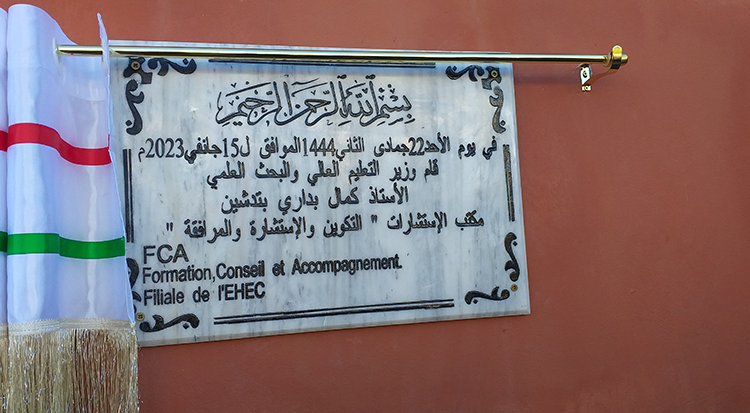 بسم الله الرحمن الرحيم
في يوم الأحد22جمادى الثاني1444الموافق ل15جانفي2023م
قام وزير التعليم العالي والبحث العلمي
الأستاذ كمال بداري بتدشين
مكتب الإستشارات " التكوين والإستشارة والمرافقة "
FCA
Formation,Conseil et Accompagnement.
Filiale de l'EHEC